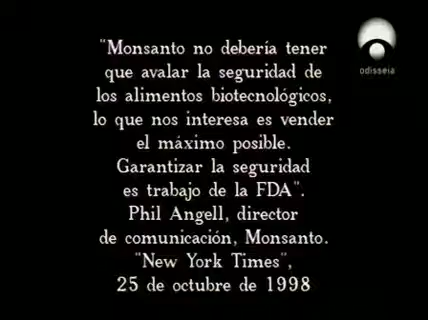 "Monsanto no debería tener
que avalar la seguridad de
los alimentos biotecnológicos,
lo que nos interesa es vender
el máximo posible.
Garantizar la seguridad
es trabajo de la FDA".
Phil Angell, director
de comunicación, Monsanto.
"New York Times",
25 de octubre de 1998
odisseia